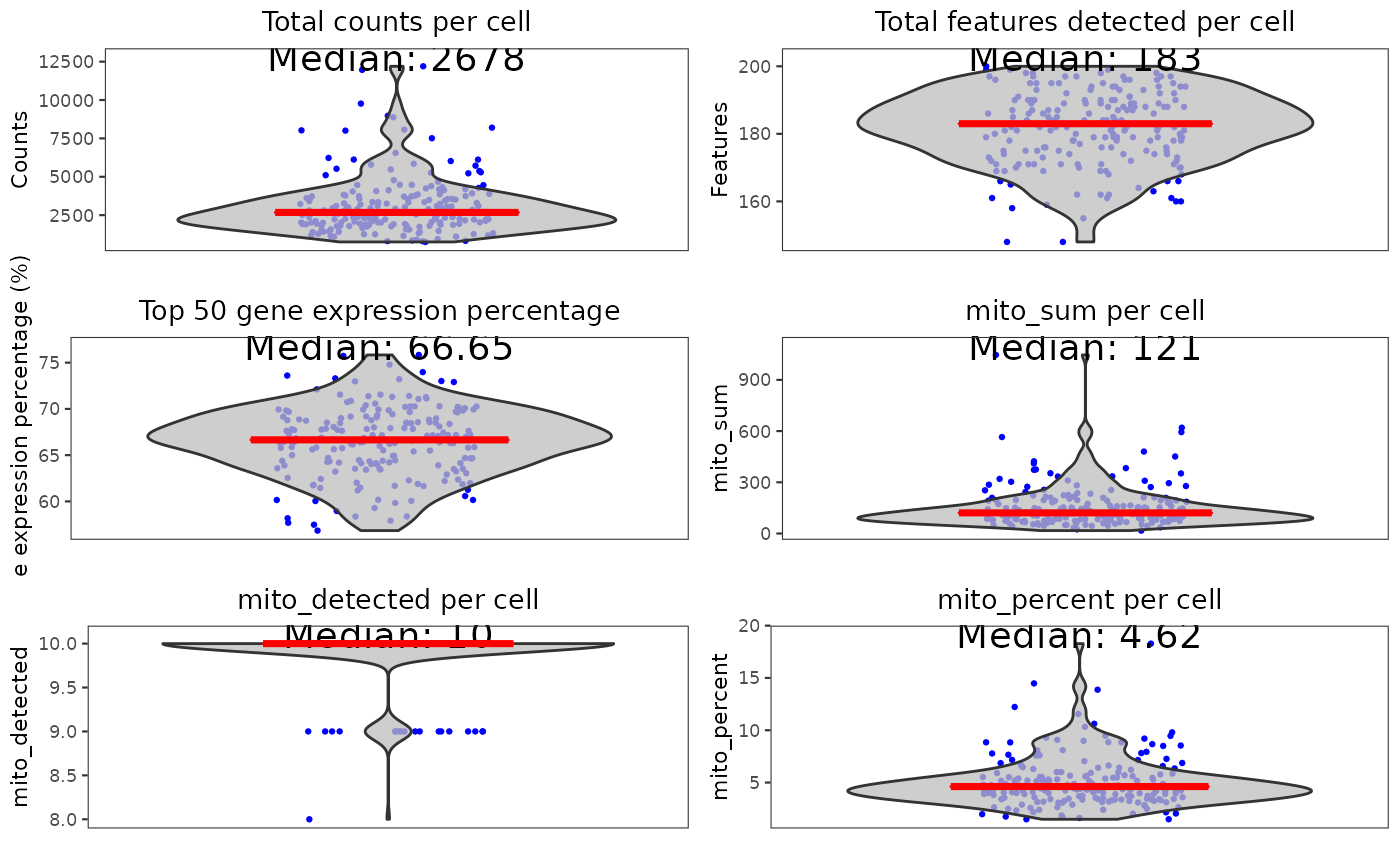 Total counts per cell
Median: 2678
Counts
12500
10000
7500
5000
2500
Total features detected per cell
Median: 183
Features
200
180
160
Top 50 gene expression percentage
Median: 66.65
e expression percentage (%)
75
70
65
60
mito_sum per cell
Median: 121
mito_sum
900
600
300
0
mito_detected per cell
Median: 10
mito_detected
10.0
9.5
9.0
8.5
8.0
mito_percent per cell
Median: 4.62
mito_percent
20
15
10
5